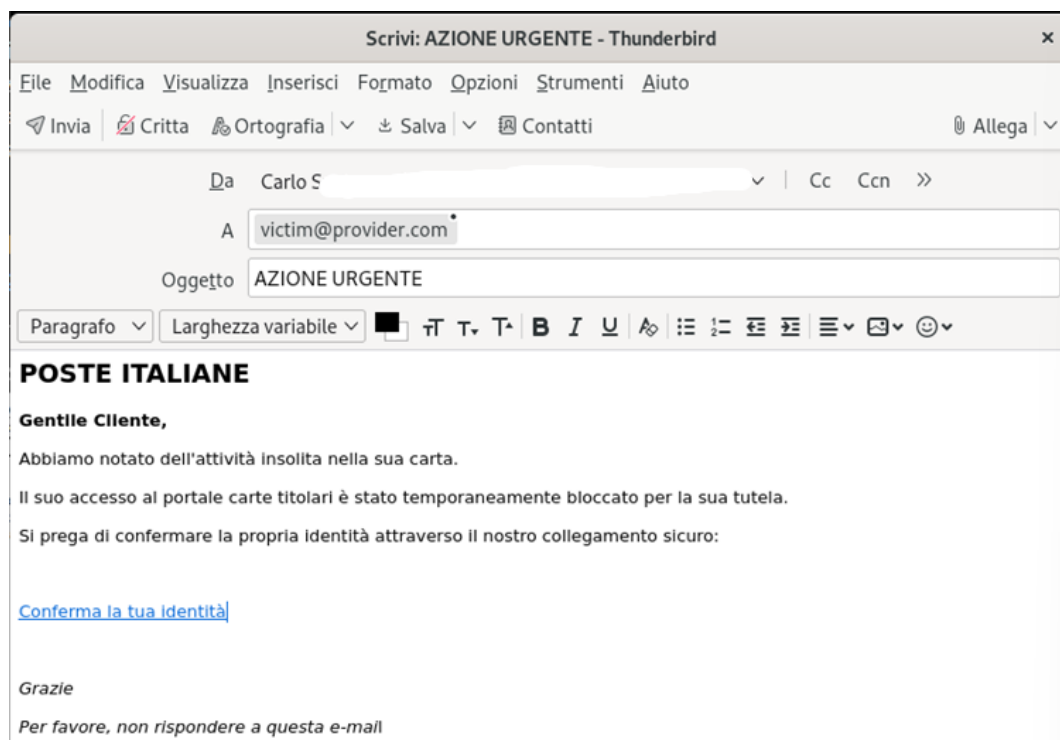 Scrivi: AZIONE URGENTE - Thunderbird
File Modifica Visualizza Inserisci Formato Opzioni Strumenti Aiuto
Invia Critta Ortografia Salva Contatti Allega
Da Carlo S Cc Ccn
A victim@provider.com
Oggetto AZIONE URGENTE
Paragrafo Larghezza variabile
POSTE ITALIANE
Gentile Cliente,
Abbiamo notato dell'attività insolita nella sua carta.
Il suo accesso al portale carte titolari è stato temporaneamente bloccato per la sua tutela.
Si prega di confermare la propria identità attraverso il nostro collegamento sicuro:
Conferma la tua identità
Grazie
Per favore, non rispondere a questa e-mail